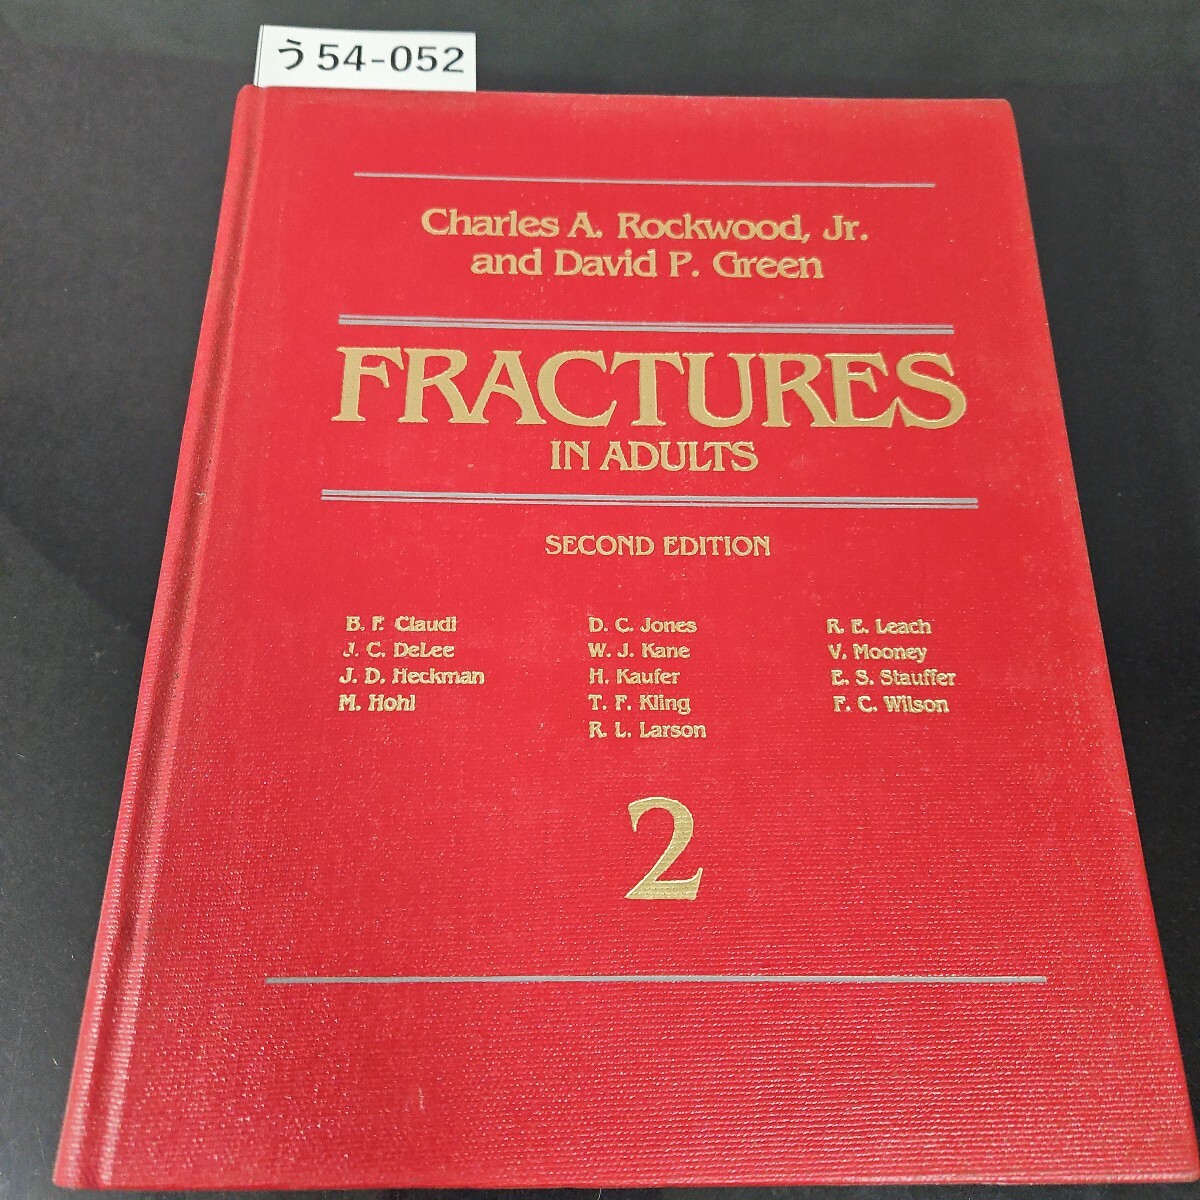 う54-052
Charles A. Rockwood, Jr.
and David P. Green
FRACTURES
IN ADULTS
SECOND EDITION
B. F. Claudi
J. C. DeLee
J. D. Heckman
M. Hohl
D. C. Jones
W. J. Kane
H. Kaufer
T. F. Kling
R. L. Larson
R. E. Leach
V. Mooney
E. S. Stauffer
F. C. Wilson
2